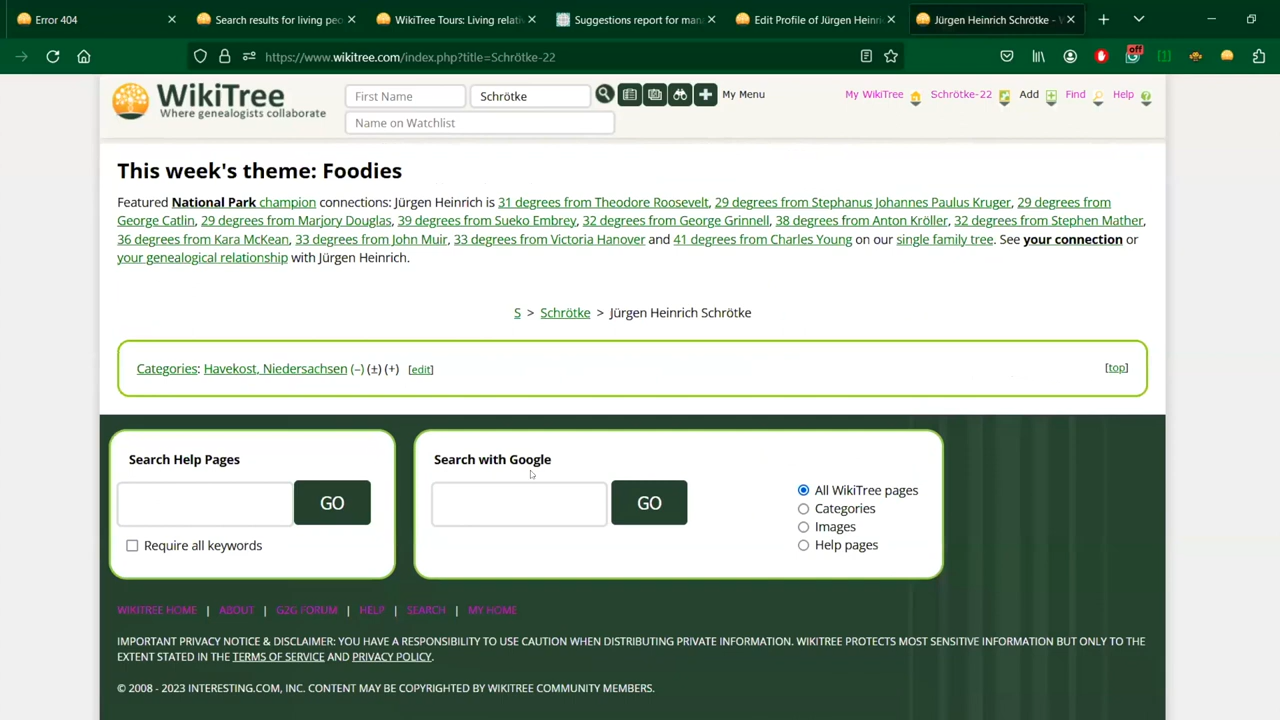 Error 404
Search results for living peo
WikiTree Tours: Living relati
Suggestions report for man
Edit Profile of Jürgen Heinri
Jürgen Heinrich Schrötke - W
https://www.wikitree.com/index.php?title=Schrötke-22
off
WikiTree
Where genealogists collaborate
First Name
Schrötke
My Menu
My WikiTree
Schrötke-22
Add
Find
Help
Name on Watchlist
This week's theme: Foodies
Featured National Park champion connections: Jürgen Heinrich is 31 degrees from Theodore Roosevelt, 29 degrees from Stephanus Johannes Paulus Kruger, 29 degrees from
George Catlin, 29 degrees from Marjory Douglas, 39 degrees from Sueko Embrey, 32 degrees from George Grinnell, 38 degrees from Anton Kröller, 32 degrees from Stephen Mather,
36 degrees from Kara McKean, 33 degrees from John Muir, 33 degrees from Victoria Hanover and 41 degrees from Charles Young on our single family tree. See your connection or
your genealogical relationship with Jürgen Heinrich.
S > Schrötke > Jürgen Heinrich Schrötke
Categories: Havekost, Niedersachsen (−) (±) (+) [edit]
[top]
Search Help Pages
GO
Require all keywords
Search with Google
GO
All WikiTree pages
Categories
Images
Help pages
WIKITREE HOME | ABOUT | G2G FORUM | HELP | SEARCH | MY HOME
IMPORTANT PRIVACY NOTICE & DISCLAIMER: YOU HAVE A RESPONSIBILITY TO USE CAUTION WHEN DISTRIBUTING PRIVATE INFORMATION. WIKITREE PROTECTS MOST SENSITIVE INFORMATION BUT ONLY TO THE
EXTENT STATED IN THE TERMS OF SERVICE AND PRIVACY POLICY.
© 2008 - 2023 INTERESTING.COM, INC. CONTENT MAY BE COPYRIGHTED BY WIKITREE COMMUNITY MEMBERS.